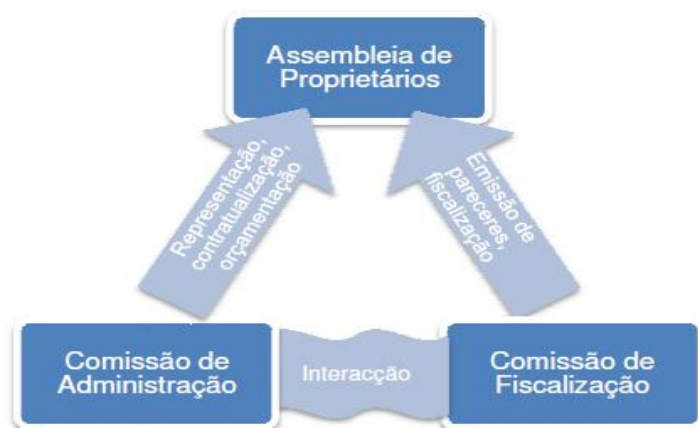 Assembleia de
Proprietários
Representação,
contratualização,
orçamentação
Emissão de
pareceres,
fiscalização
Comissão de
Administração
Interacção
Comissão de
Fiscalização